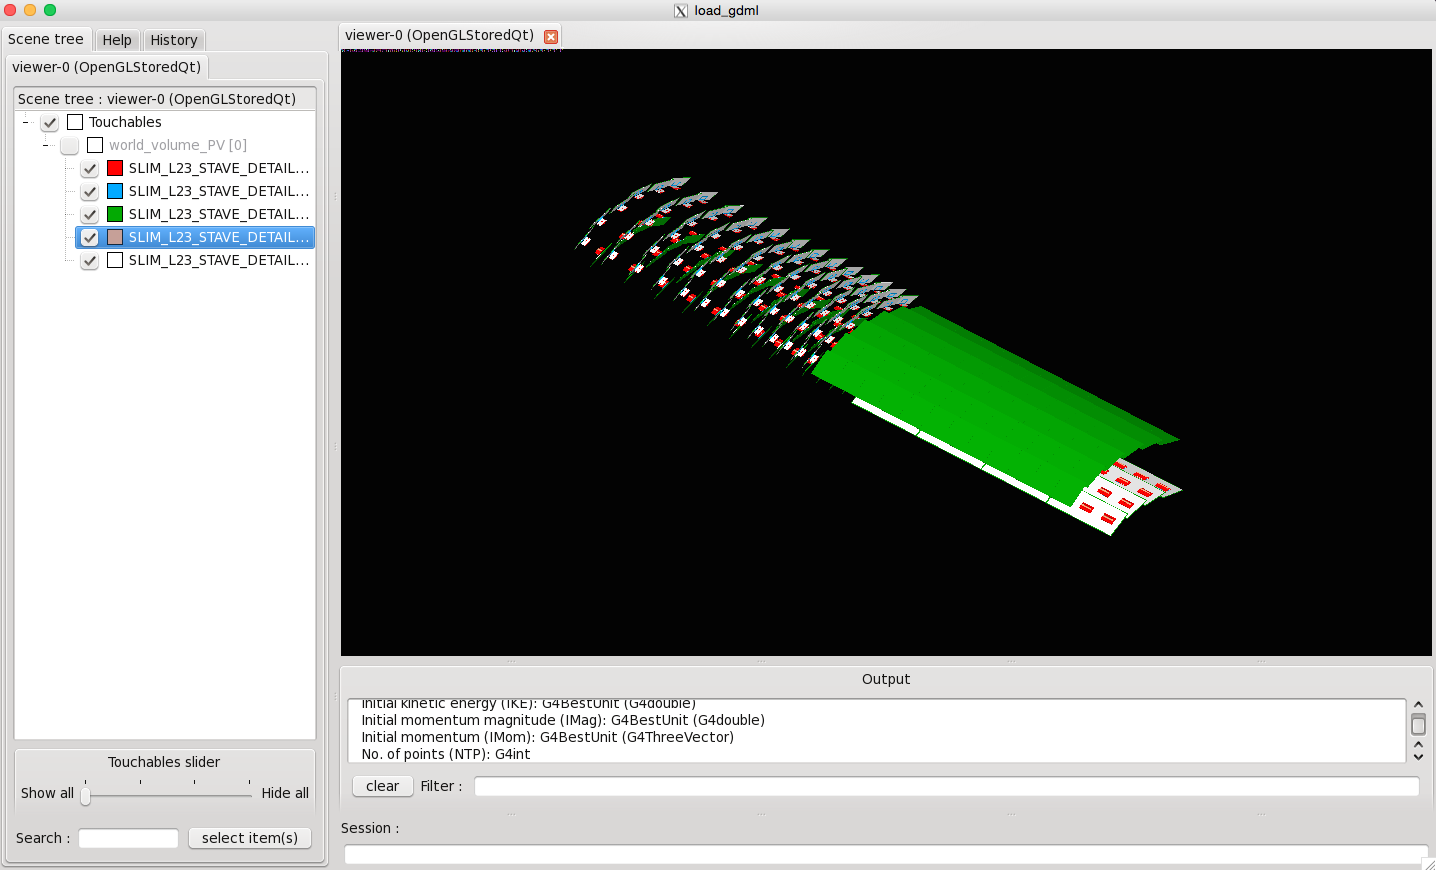 load_gdml
Scene tree
Help
History
viewer-0 (OpenGLStoredQt)
viewer-0 (OpenGLStoredQt)
Scene tree : viewer-0 (OpenGLStoredQt)
Touchables
world_volume_PV [0]
SLIM_L23_STAVE_DETAIL...
SLIM_L23_STAVE_DETAIL...
SLIM_L23_STAVE_DETAIL...
SLIM_L23_STAVE_DETAIL...
SLIM_L23_STAVE_DETAIL...
Touchables slider
Show all
Hide all
Search :
select item(s)
Output
Initial kinetic energy (IKE): G4BestUnit (G4double)
Initial momentum magnitude (IMag): G4BestUnit (G4double)
Initial momentum (IMom): G4BestUnit (G4ThreeVector)
No. of points (NTP): G4int
clear
Filter :
Session :